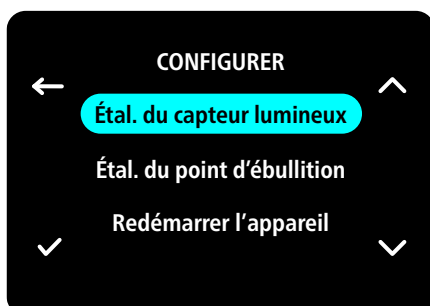 CONFIGURER
Étal. du capteur lumineux
Étal. du point d’ébullition
Redémarrer l’appareil